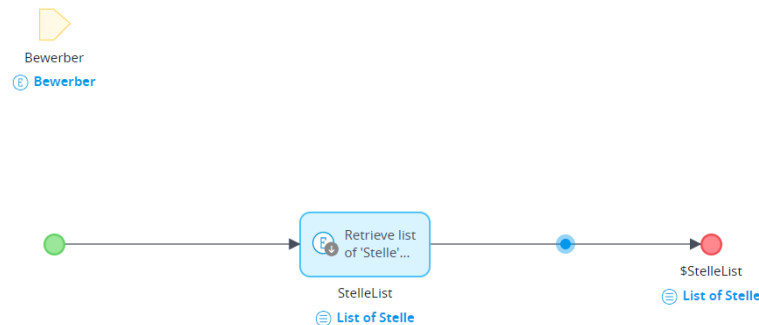 Bewerber
Bewerber
Retrieve list
of 'Stelle'...
StelleList
List of Stelle
$StelleList
List of Stelle